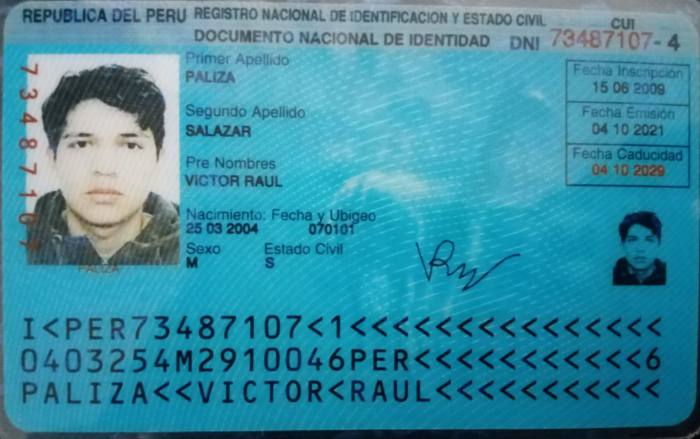 REPUBLICA DEL PERU REGISTRO NACIONAL DE IDENTIFICACION Y ESTADO CIVIL
DOCUMENTO NACIONAL DE IDENTIDAD
CUI
DNI 73487107 - 4
Primer Apellido
PALIZA
Segundo Apellido
SALAZAR
Pre Nombres
VICTOR RAUL
Nacimiento: Fecha y Ubigeo
25 03 2004 070101
Sexo Estado Civil
M S
Fecha Inscripción
15 06 2009
Fecha Emisión
04 10 2021
Fecha Caducidad
04 10 2029
73487107
PALIZA
I<PER73487107<1<<<<<<<<<<<<<<<
0403254M2910046PER<<<<<<<<<<<6
PALIZA<<VICTOR<RAUL<<<<<<<<<<<